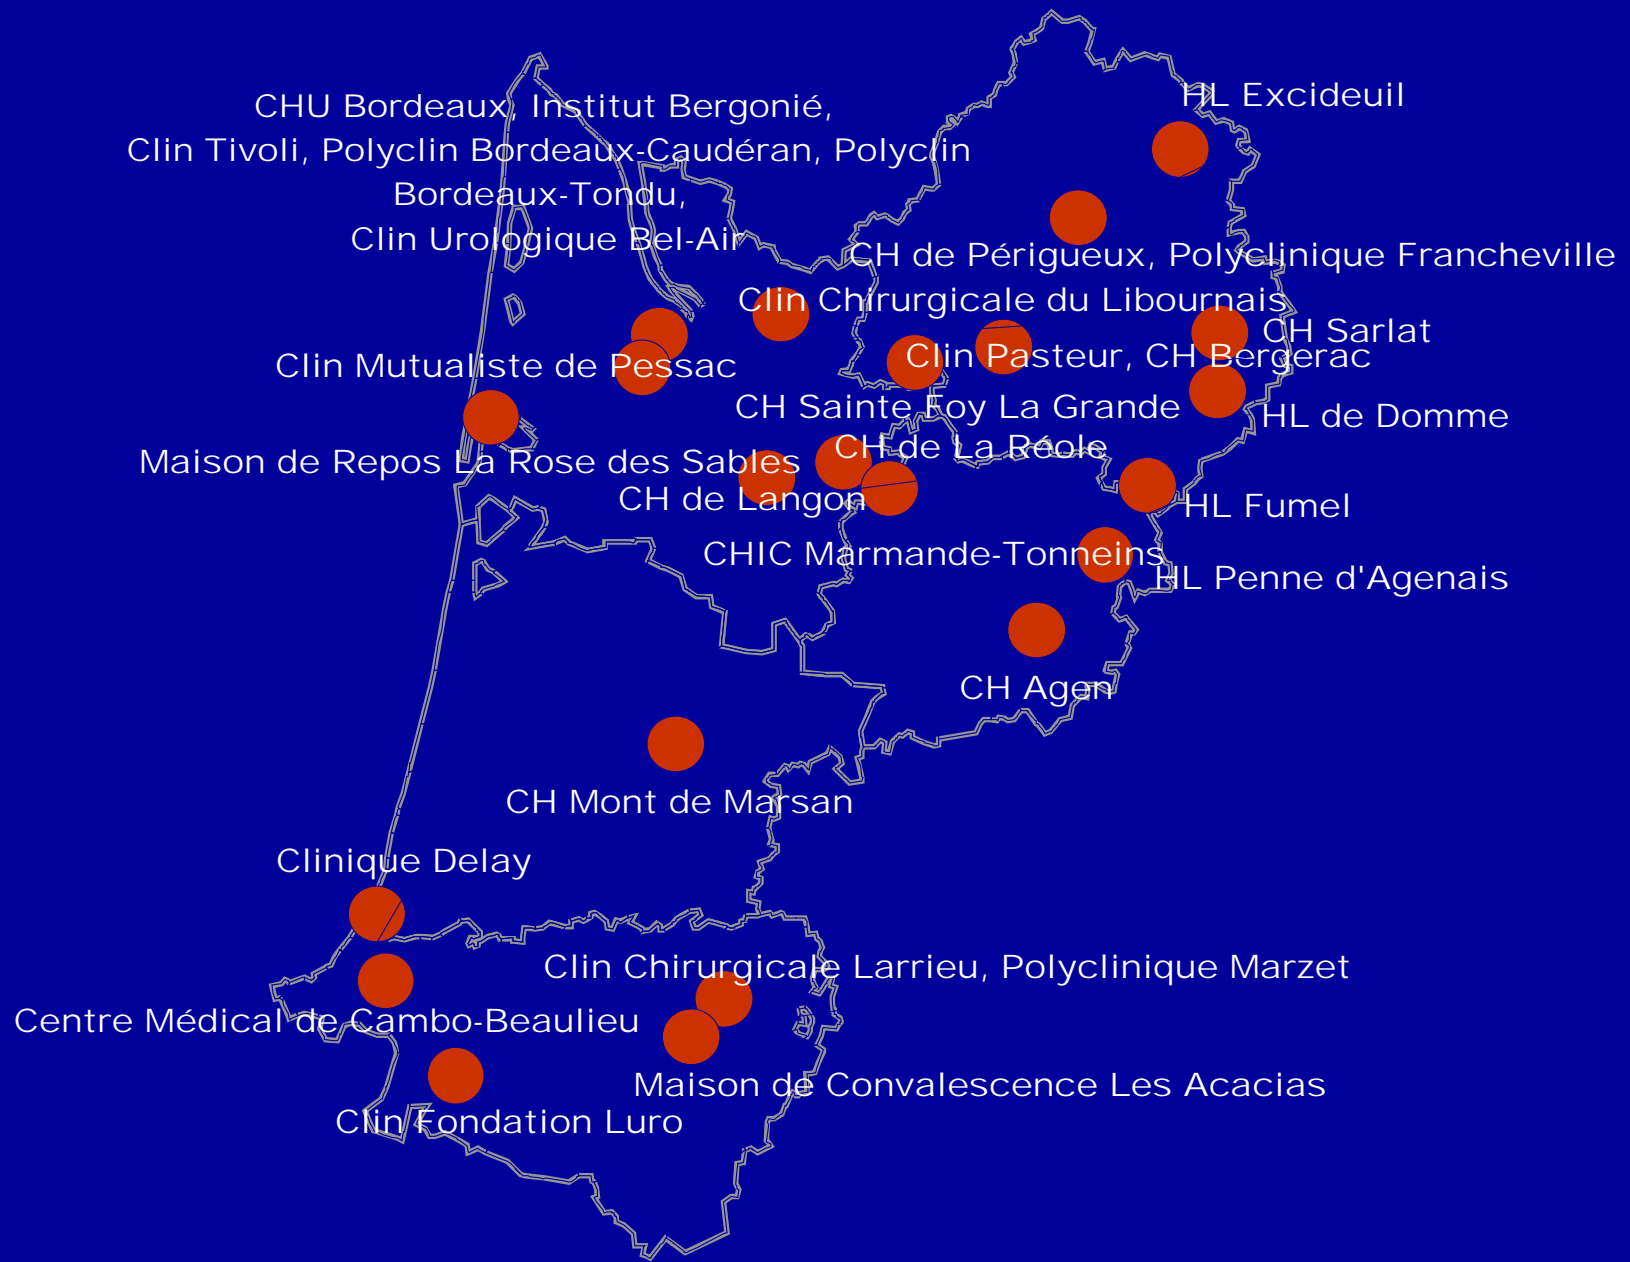 HL Excideuil
CHU Bordeaux, Institut Bergonié,
Clin Tivoli, Polyclin Bordeaux-Caudéran, Polyclin
Bordeaux-Tondu,
Clin Urologique Bel-Air
CH de Périgueux, Polyclinique Francheville
Clin Chirurgicale du Libournais
CH Sarlat
Clin Pasteur, CH Bergerac
Clin Mutualiste de Pessac
CH Sainte Foy La Grande
HL de Domme
CH de La Réole
Maison de Repos La Rose des Sables
CH de Langon
HL Fumel
CHIC Marmande-Tonneins
HL Penne d'Agenais
CH Agen
CH Mont de Marsan
Clinique Delay
Clin Chirurgicale Larrieu, Polyclinique Marzet
Centre Médical de Cambo-Beaulieu
Maison de Convalescence Les Acacias
Clin Fondation Luro